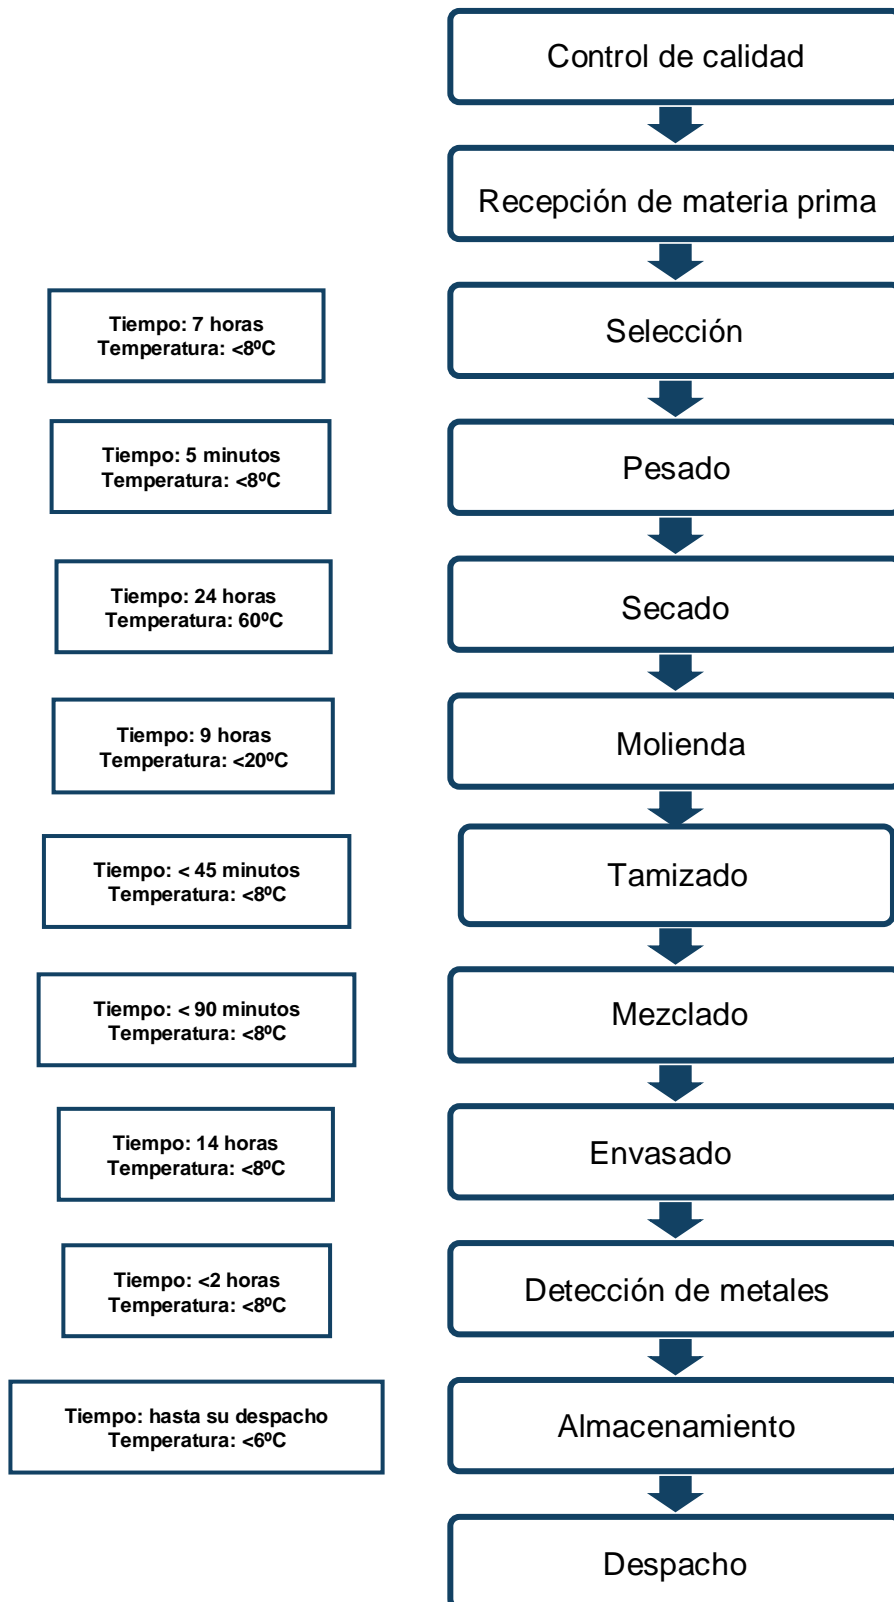 Control de calidad
Recepción de materia prima
Tiempo: 7 horas
Temperatura: <8ºC
Selección
Tiempo: 5 minutos
Temperatura: <8ºC
Pesado
Tiempo: 24 horas
Temperatura: 60ºC
Secado
Tiempo: 9 horas
Temperatura: <20ºC
Molienda
Tiempo: < 45 minutos
Temperatura: <8ºC
Tamizado
Tiempo: < 90 minutos
Temperatura: <8ºC
Mezclado
Tiempo: 14 horas
Temperatura: <8ºC
Envasado
Tiempo: <2 horas
Temperatura: <8ºC
Detección de metales
Tiempo: hasta su despacho
Temperatura: <6ºC
Almacenamiento
Despacho